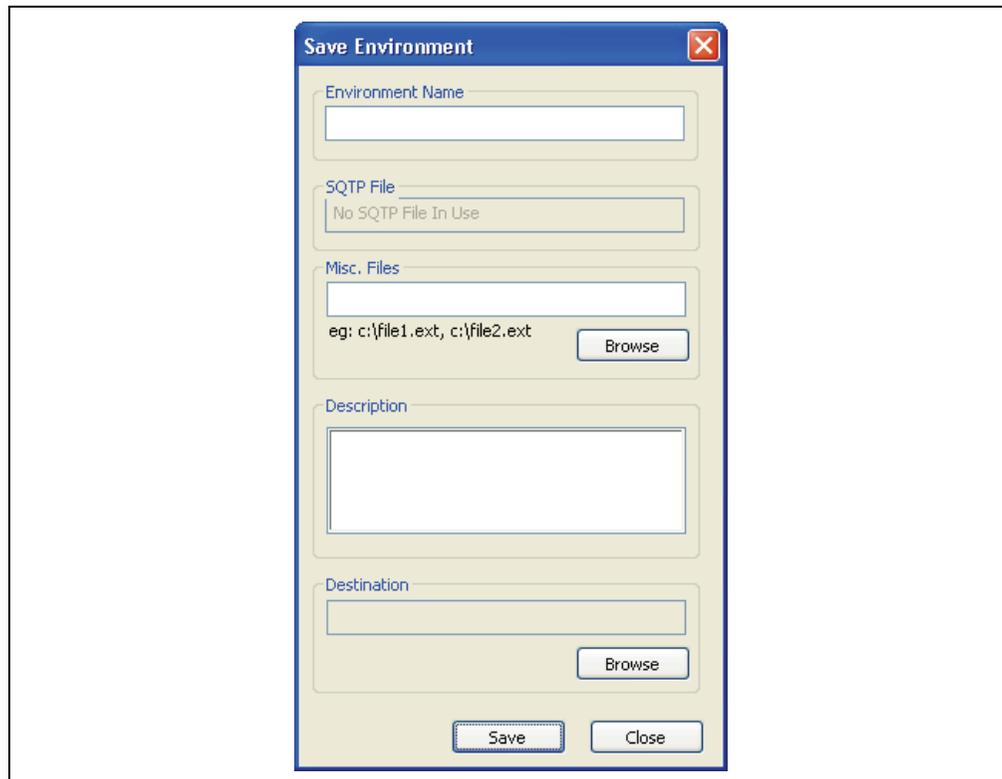 Save Environment
Environment Name
SQTP File
No SQTP File In Use
Misc. Files
eg: c:\file1.ext, c:\file2.ext
Browse
Description
Destination
Browse
Save
Close